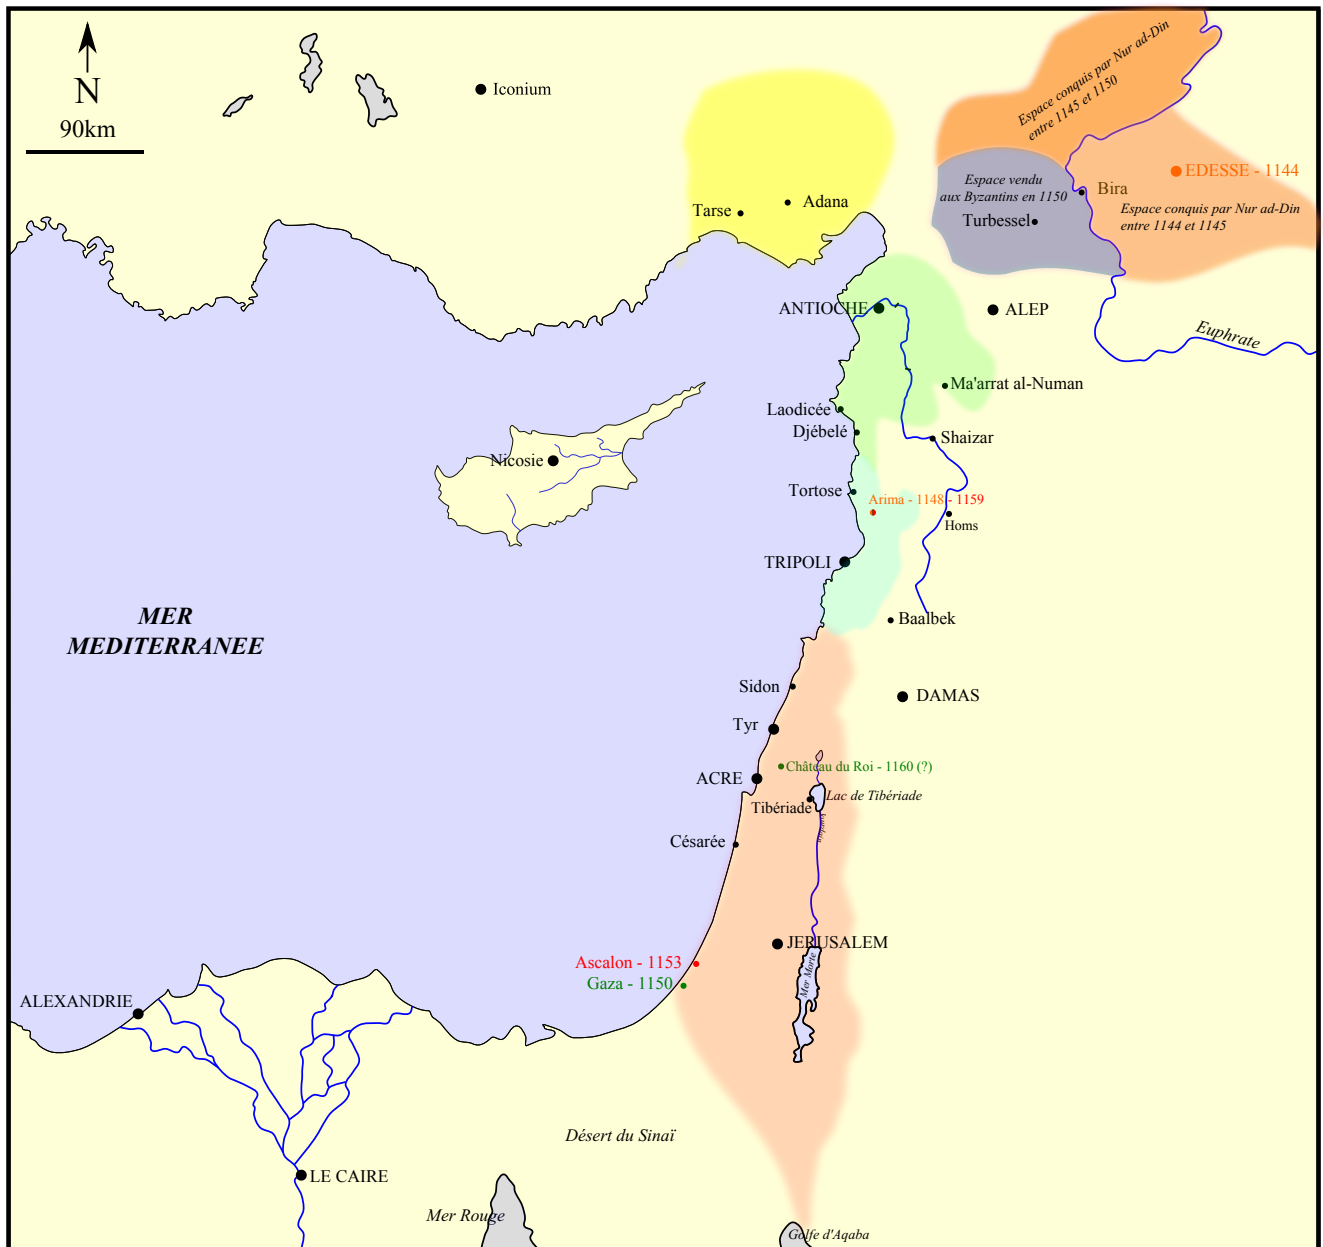 N
90km
Iconium
Espace conquis par Nur ad-Din
entre 1145 et 1150
EDESSE - 1144
Espace vendu
aux Byzantins en 1150
Bira
Turbessel
Espace conquis par Nur ad-Din
entre 1144 et 1145
Tarse
Adana
ANTIOCHE
ALEP
Euphrate
Ma'arrat al-Numan
Laodicée
Djébelé
Shaizar
Nicosie
Tortose
Arima - 1148 - 1159
Homs
TRIPOLI
MER
MEDITERRANEE
Baalbek
Sidon
DAMAS
Tyr
Château du Roi - 1160 (?)
ACRE
Lac de Tibériade
Tibériade
Jourdain
Césarée
JERUSALEM
Ascalon - 1153
Gaza - 1150
Mer Morte
ALEXANDRIE
Désert du Sinaï
LE CAIRE
Mer Rouge
Golfe d'Aqaba